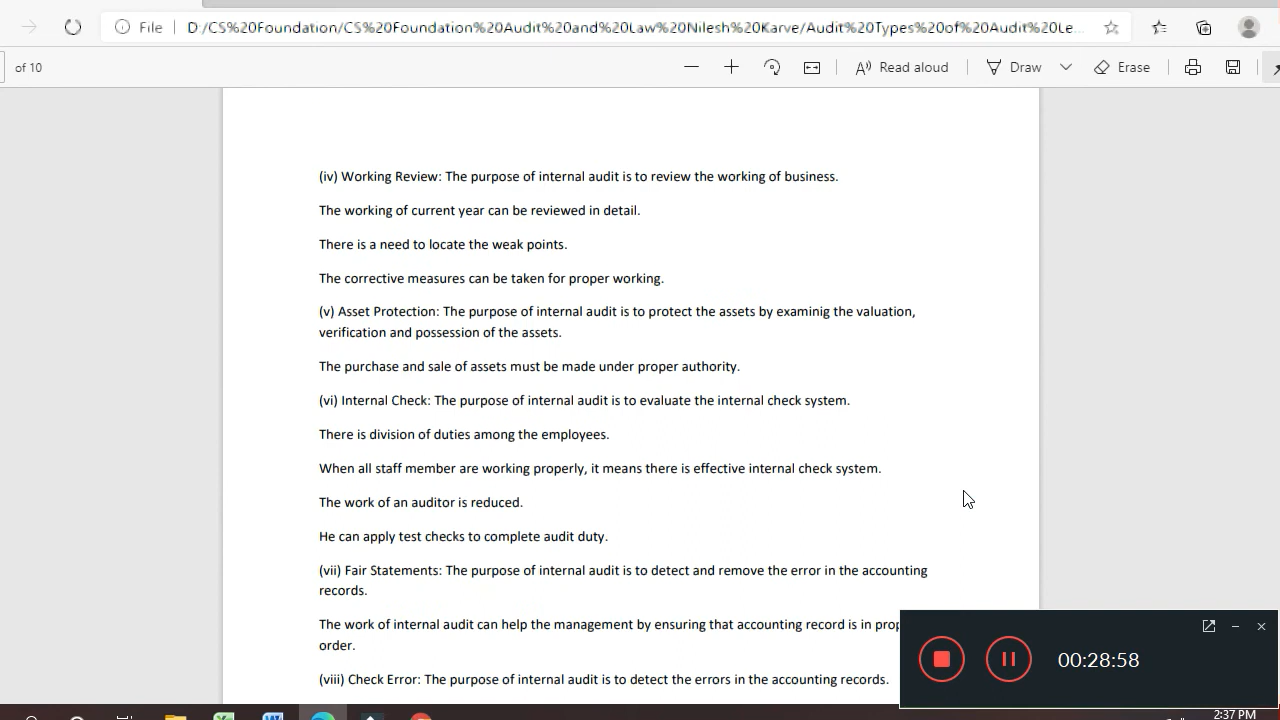 File
D:/CS%20Foundation/CS%20Foundation%20Audit%20and%20Law%20Nilesh%20Karve/Audit%20Types%20of%20Audit%20Le...
of 10
Read aloud
Draw
Erase
(iv) Working Review: The purpose of internal audit is to review the working of business.
The working of current year can be reviewed in detail.
There is a need to locate the weak points.
The corrective measures can be taken for proper working.
(v) Asset Protection: The purpose of internal audit is to protect the assets by examinig the valuation,
verification and possession of the assets.
The purchase and sale of assets must be made under proper authority.
(vi) Internal Check: The purpose of internal audit is to evaluate the internal check system.
There is division of duties among the employees.
When all staff member are working properly, it means there is effective internal check system.
The work of an auditor is reduced.
He can apply test checks to complete audit duty.
(vii) Fair Statements: The purpose of internal audit is to detect and remove the error in the accounting
records.
The work of internal audit can help the management by ensuring that accounting record is in prop
order.
(viii) Check Error: The purpose of internal audit is to detect the errors in the accounting records.
00:28:58
2:37 PM